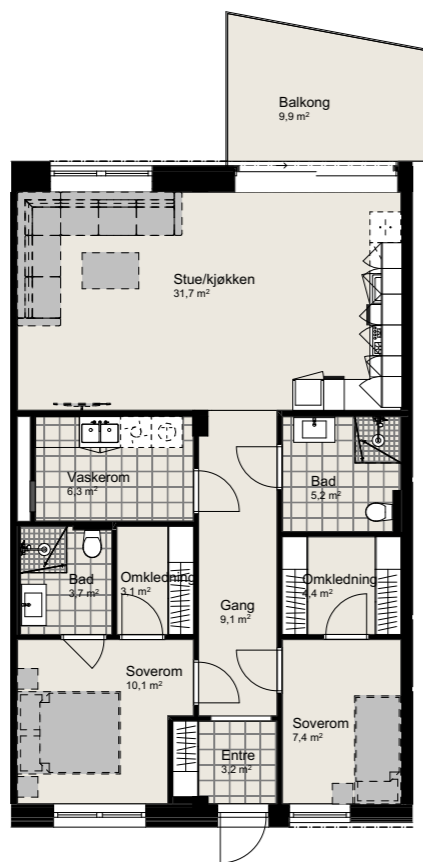 Balkong
9,9 m²
Stue/kjøkken
31,7 m²
Vaskerom
6,3 m²
Bad
5,2 m²
Bad
3,7 m²
Omkledning
3,1 m²
Omkledning
4,4 m²
Gang
9,1 m²
Soverom
10,1 m²
Soverom
7,4 m²
Entre
3,2 m²